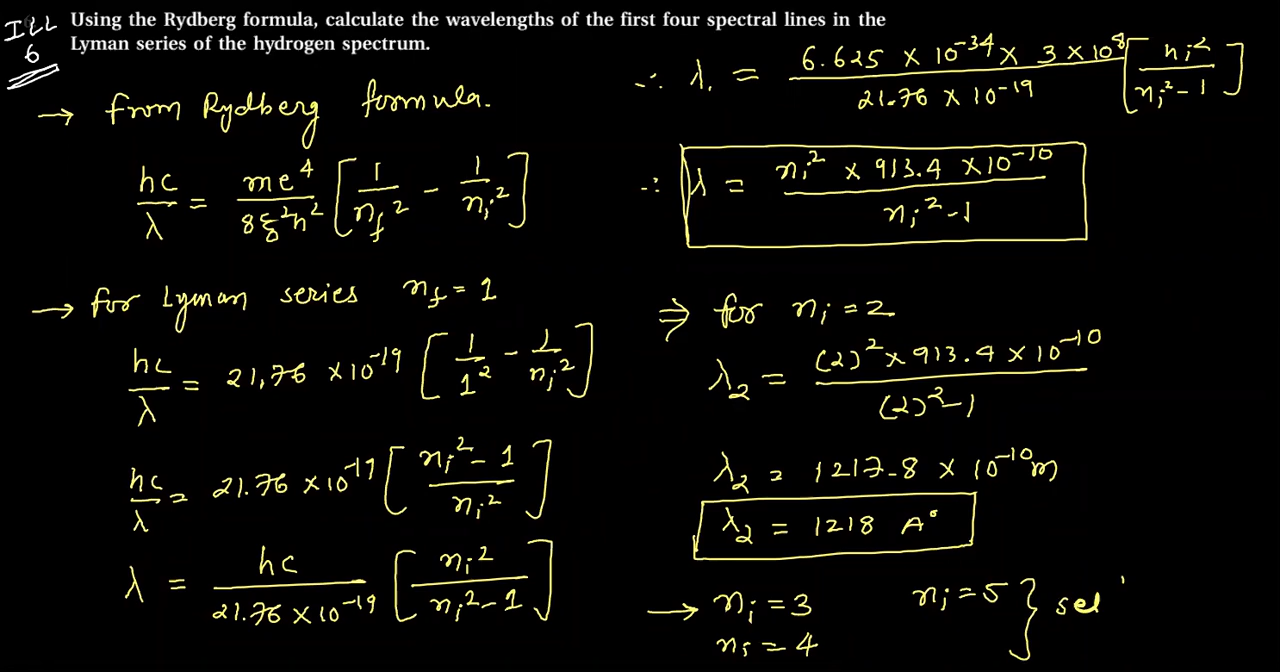 ILL
6
Using the Rydberg formula, calculate the wavelengths of the first four spectral lines in the
Lyman series of the hydrogen spectrum.
→ from Rydberg formula.
hc/λ = me⁴/8ξ²h² [1/n_f² − 1/n_i²]
→ for Lyman series n_f = 1
hc/λ = 21.76 × 10⁻¹⁹ [1/1² − 1/n_i²]
hc/λ = 21.76 × 10⁻¹⁹ [(n_i² − 1)/n_i²]
λ = hc/(21.76 × 10⁻¹⁹) [n_i²/(n_i² − 1)]
∴ λ = (6.625 × 10⁻³⁴ × 3 × 10⁸)/(21.76 × 10⁻¹⁹) [n_i²/(n_i² − 1)]
∴ λ = (n_i² × 913.4 × 10⁻¹⁰)/(n_i² − 1)
⇒ for n_i = 2
λ₂ = ((2)² × 913.4 × 10⁻¹⁰)/((2)² − 1)
λ₂ = 1217.8 × 10⁻¹⁰ m
λ₂ = 1218 A°
→ n_i = 3 n_i = 5 } sel
n_i = 4